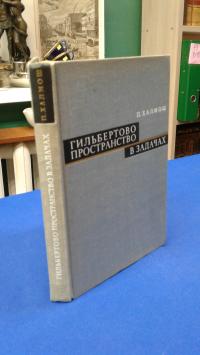 П. ХАЛМОШ
ГИЛЬБЕРТОВО
ПРОСТРАНСТВО
В ЗАДАЧАХ
П. ХАЛМОШ
ГИЛЬБЕРТОВО ПРОСТРАНСТВО В ЗАДАЧАХ